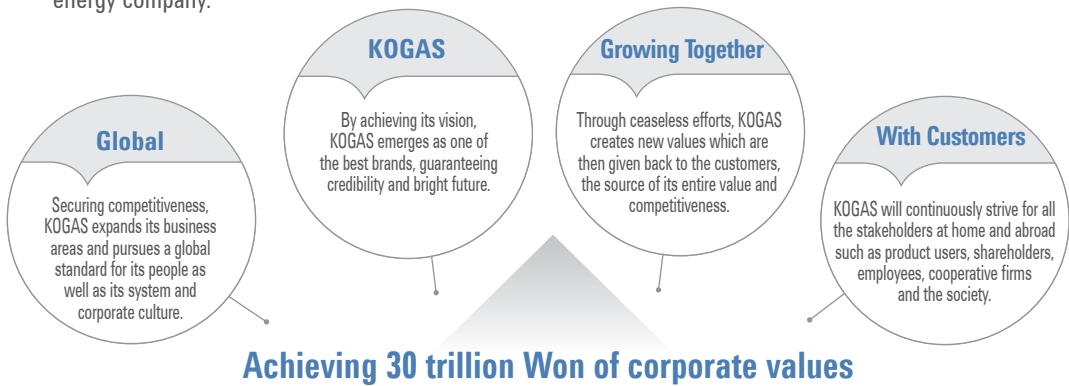 energy company.
Global
Securing competitiveness,
KOGAS expands its business
areas and pursues a global
standard for its people as
well as its system and
corporate culture.
KOGAS
By achieving its vision,
KOGAS emerges as one of
the best brands, guaranteeing
credibility and bright future.
Growing Together
Through ceaseless efforts, KOGAS
creates new values which are
then given back to the customers,
the source of its entire value and
competitiveness.
With Customers
KOGAS will continuously strive for all
the stakeholders at home and abroad
such as product users, shareholders,
employees, cooperative firms
and the society.
Achieving 30 trillion Won of corporate values